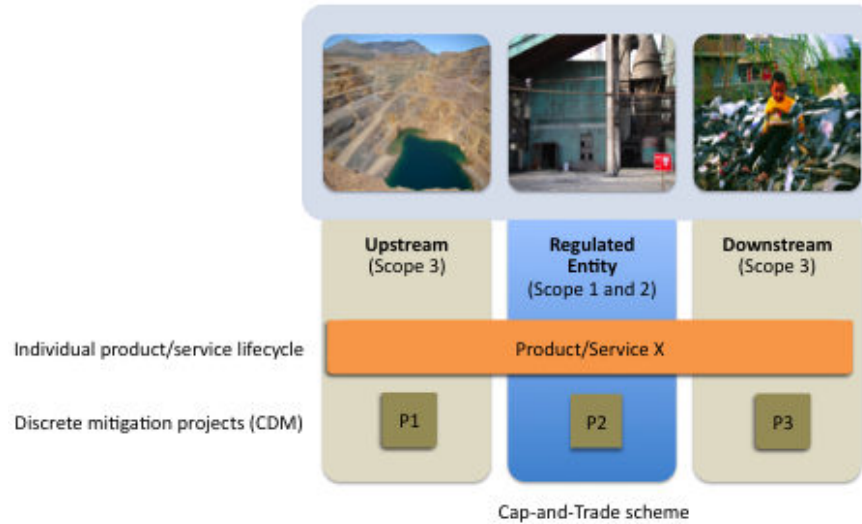 Upstream
(Scope 3)
Regulated
Entity
(Scope 1 and 2)
Downstream
(Scope 3)
Individual product/service lifecycle
Product/Service X
Discrete mitigation projects (CDM)
P1
P2
P3
Cap-and-Trade scheme